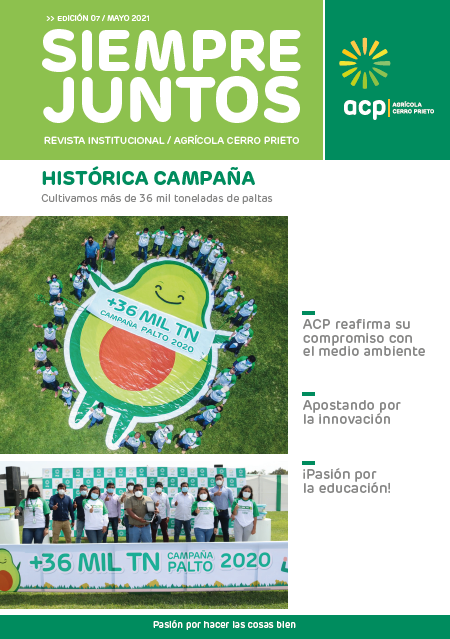 >> EDICIÓN 07 / MAYO 2021
SIEMPRE
JUNTOS
REVISTA INSTITUCIONAL / AGRÍCOLA CERRO PRIETO
acp
AGRÍCOLA
CERRO PRIETO
HISTÓRICA CAMPAÑA
Cultivamos más de 36 mil toneladas de paltas
+36 MIL TN
CAMPAÑA PALTO 2020
ACP reafirma su
compromiso con
el medio ambiente
Apostando por
la innovación
¡Pasión por
la educación!
+36 MIL TN
CAMPAÑA
PALTO
2020
Pasión por hacer las cosas bien